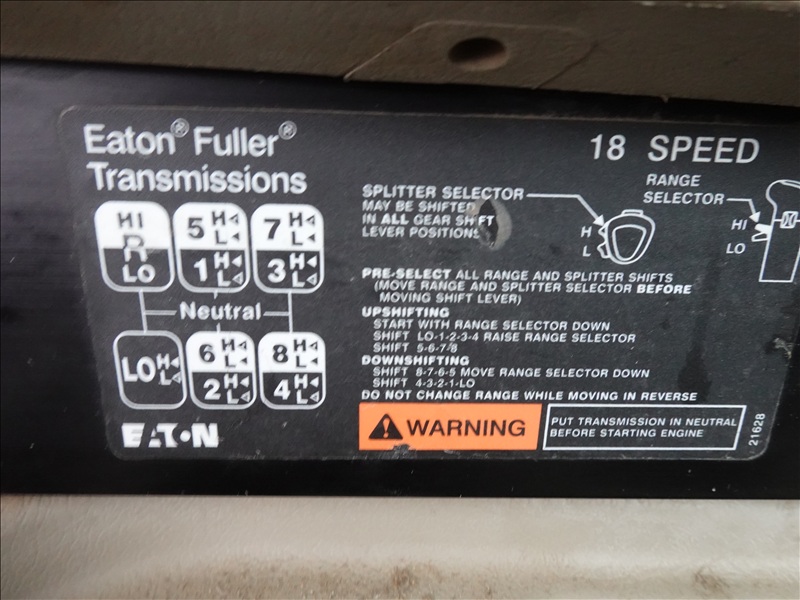 Eaton® Fuller®
Transmissions
18 SPEED
HI
R
LO
5 H L
1 H L
7 H L
3 H L
Neutral
LO H L
6 H L
2 H L
8 H L
4 H L
EATON
SPLITTER SELECTOR
MAY BE SHIFTED
IN ALL GEAR SHIFT
LEVER POSITIONS
H
L
RANGE
SELECTOR
HI
LO
PRE-SELECT ALL RANGE AND SPLITTER SHIFTS
(MOVE RANGE AND SPLITTER SELECTOR BEFORE
MOVING SHIFT LEVER)
UPSHIFTING
START WITH RANGE SELECTOR DOWN
SHIFT LO-1-2-3-4 RAISE RANGE SELECTOR
SHIFT 5-6-7-8
DOWNSHIFTING
SHIFT 8-7-6-5 MOVE RANGE SELECTOR DOWN
SHIFT 4-3-2-1-LO
DO NOT CHANGE RANGE WHILE MOVING IN REVERSE
WARNING
PUT TRANSMISSION IN NEUTRAL
BEFORE STARTING ENGINE
21628